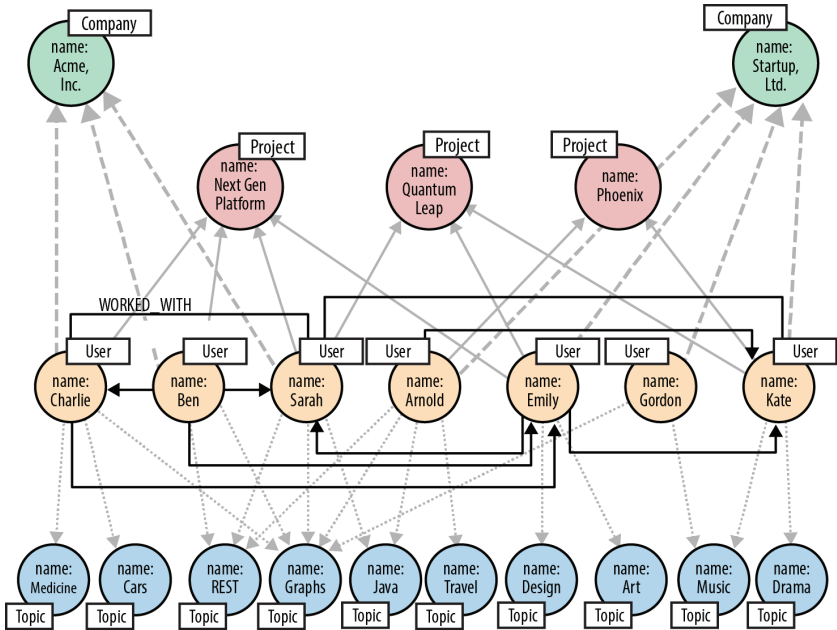 Company
name:
Acme,
Inc.
Company
name:
Startup,
Ltd.
Project
name:
Next Gen
Platform
Project
name:
Quantum
Leap
Project
name:
Phoenix
WORKED_WITH
User
name:
Charlie
User
name:
Ben
User
name:
Sarah
User
name:
Arnold
User
name:
Emily
User
name:
Gordon
User
name:
Kate
name:
Medicine
Topic
name:
Cars
Topic
name:
REST
Topic
name:
Graphs
Topic
name:
Java
Topic
name:
Travel
Topic
name:
Design
Topic
name:
Art
Topic
name:
Music
Topic
name:
Drama
Topic